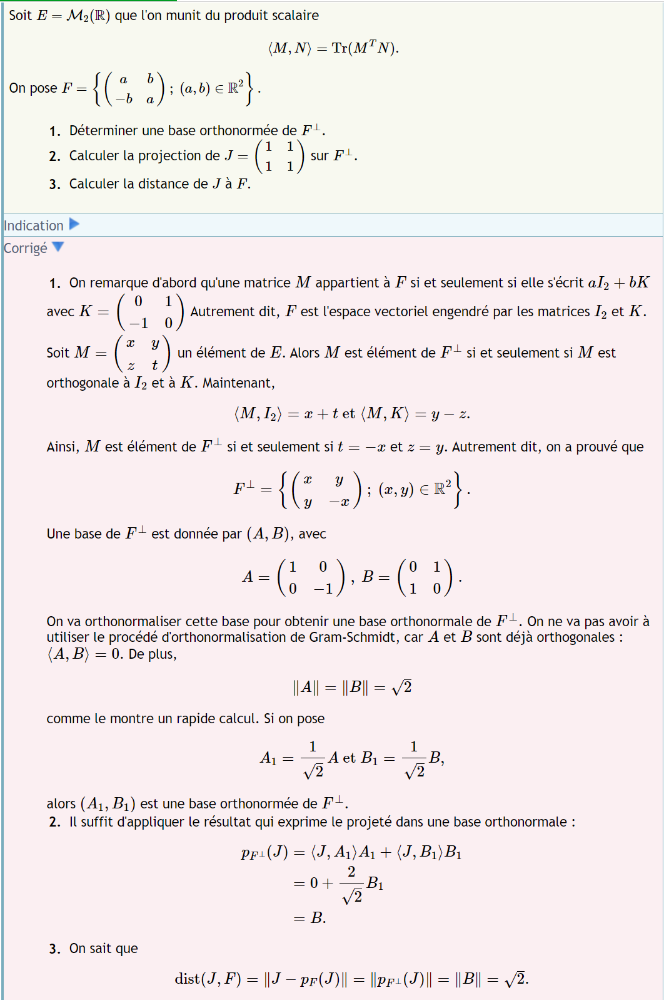 Soit $E = \mathcal{M}_2(\mathbb{R})$ que l'on munit du produit scalaire
$\langle M, N \rangle = \mathrm{Tr}(M^T N).$
On pose $F = \left\{ \begin{pmatrix} a & b \\ -b & a \end{pmatrix} ;\ (a,b) \in \mathbb{R}^2 \right\}.$
1. Déterminer une base orthonormée de $F^\perp$.
2. Calculer la projection de $J = \begin{pmatrix} 1 & 1 \\ 1 & 1 \end{pmatrix}$ sur $F^\perp$.
3. Calculer la distance de $J$ à $F$.
Indication
Corrigé
1. On remarque d'abord qu'une matrice $M$ appartient à $F$ si et seulement si elle s'écrit $aI_2 + bK$
avec $K = \begin{pmatrix} 0 & 1 \\ -1 & 0 \end{pmatrix}$ Autrement dit, $F$ est l'espace vectoriel engendré par les matrices $I_2$ et $K$.
Soit $M = \begin{pmatrix} x & y \\ z & t \end{pmatrix}$ un élément de $E$. Alors $M$ est élément de $F^\perp$ si et seulement si $M$ est
orthogonale à $I_2$ et à $K$. Maintenant,
$\langle M, I_2 \rangle = x + t \text{ et } \langle M, K \rangle = y - z.$
Ainsi, $M$ est élément de $F^\perp$ si et seulement si $t = -x$ et $z = y$. Autrement dit, on a prouvé que
$F^\perp = \left\{ \begin{pmatrix} x & y \\ y & -x \end{pmatrix} ;\ (x,y) \in \mathbb{R}^2 \right\}.$
Une base de $F^\perp$ est donnée par $(A, B)$, avec
$A = \begin{pmatrix} 1 & 0 \\ 0 & -1 \end{pmatrix},\ B = \begin{pmatrix} 0 & 1 \\ 1 & 0 \end{pmatrix}.$
On va orthonormaliser cette base pour obtenir une base orthonormale de $F^\perp$. On ne va pas avoir à
utiliser le procédé d'orthonormalisation de Gram-Schmidt, car $A$ et $B$ sont déjà orthogonales :
$\langle A, B \rangle = 0$. De plus,
$\|A\| = \|B\| = \sqrt{2}$
comme le montre un rapide calcul. Si on pose
$A_1 = \frac{1}{\sqrt{2}} A \text{ et } B_1 = \frac{1}{\sqrt{2}} B,$
alors $(A_1, B_1)$ est une base orthonormée de $F^\perp$.
2. Il suffit d'appliquer le résultat qui exprime le projeté dans une base orthonormale :
$p_{F^\perp}(J) = \langle J, A_1 \rangle A_1 + \langle J, B_1 \rangle B_1$
$= 0 + \frac{2}{\sqrt{2}} B_1$
$= B.$
3. On sait que
$\mathrm{dist}(J, F) = \|J - p_F(J)\| = \|p_{F^\perp}(J)\| = \|B\| = \sqrt{2}.$